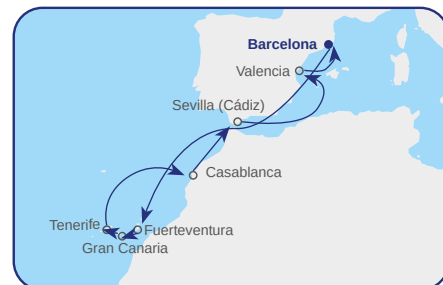 Barcelona
Valencia
Sevilla (Cádiz)
Casablanca
Tenerife
Fuerteventura
Gran Canaria